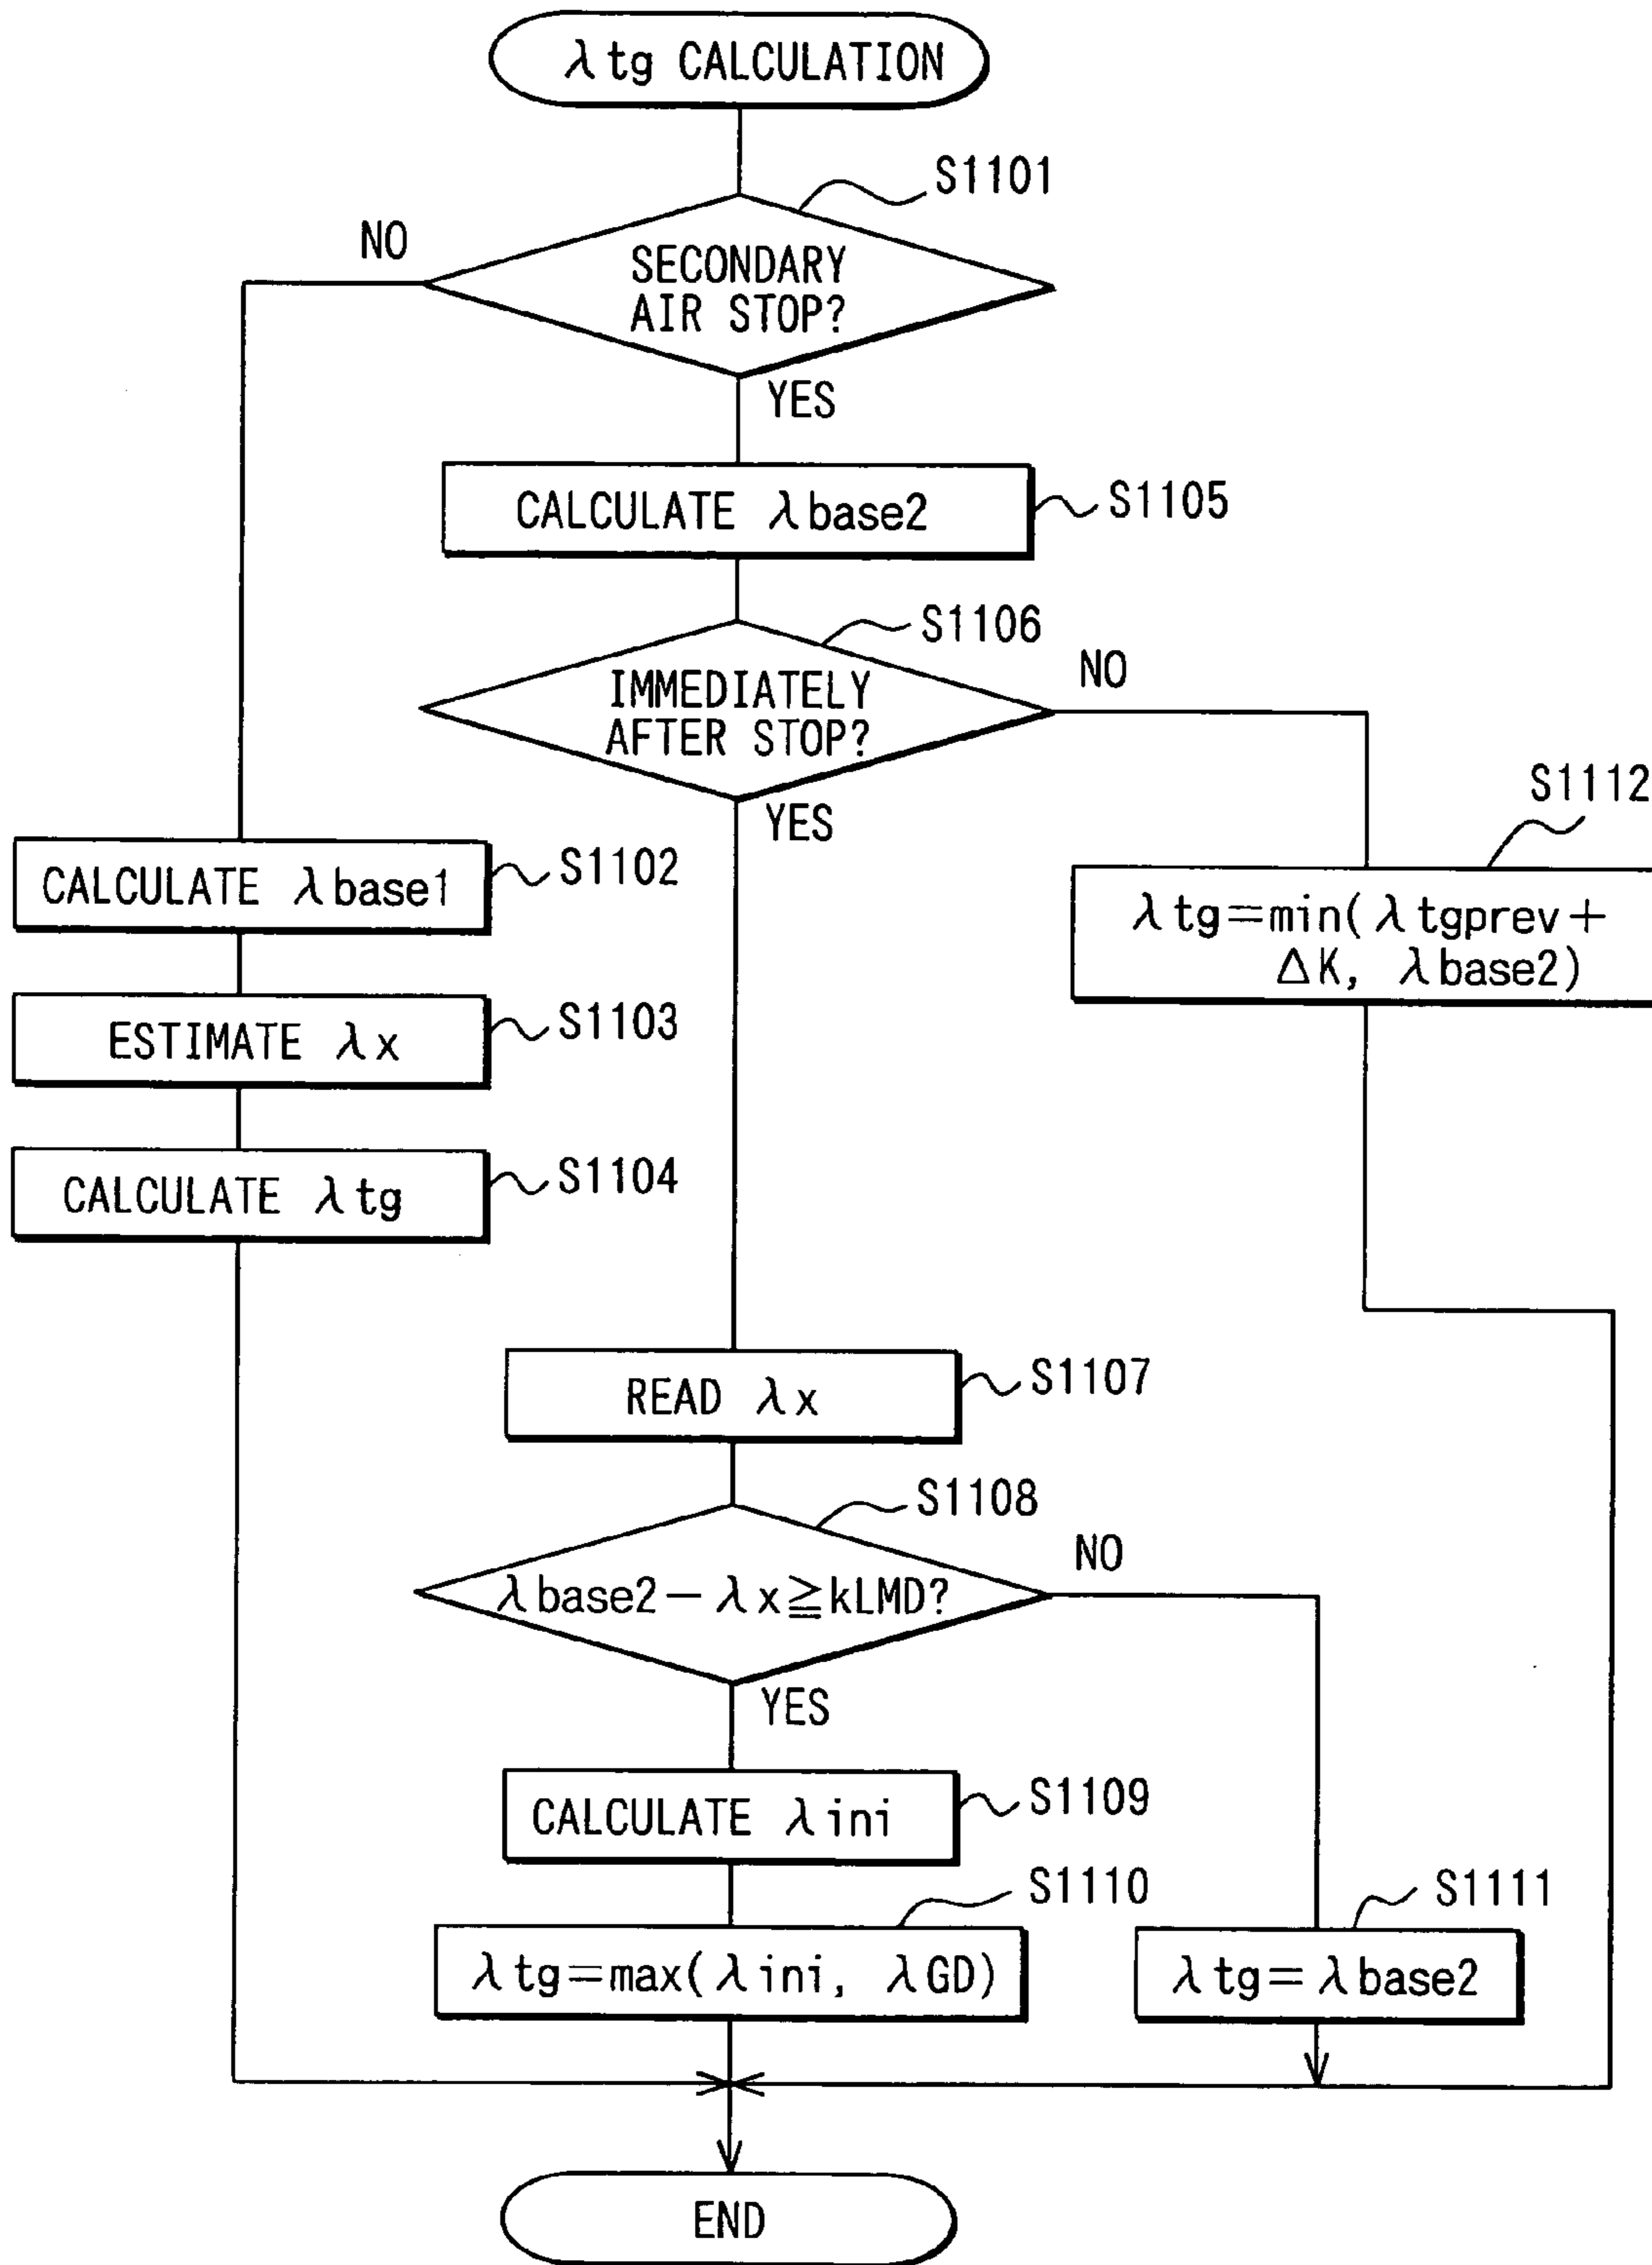 λtg CALCULATION
S1101
NO
SECONDARY
AIR STOP?
YES
CALCULATE λbase2
S1105
S1106
IMMEDIATELY
AFTER STOP?
NO
YES
S1112
λtg=min(λtgprev+
ΔK, λbase2)
CALCULATE λbase1
S1102
ESTIMATE λx
S1103
CALCULATE λtg
S1104
READ λx
S1107
S1108
λbase2-λx≧kLMD?
NO
YES
CALCULATE λini
S1109
S1110
λtg=max(λini, λGD)
S1111
λtg=λbase2
END